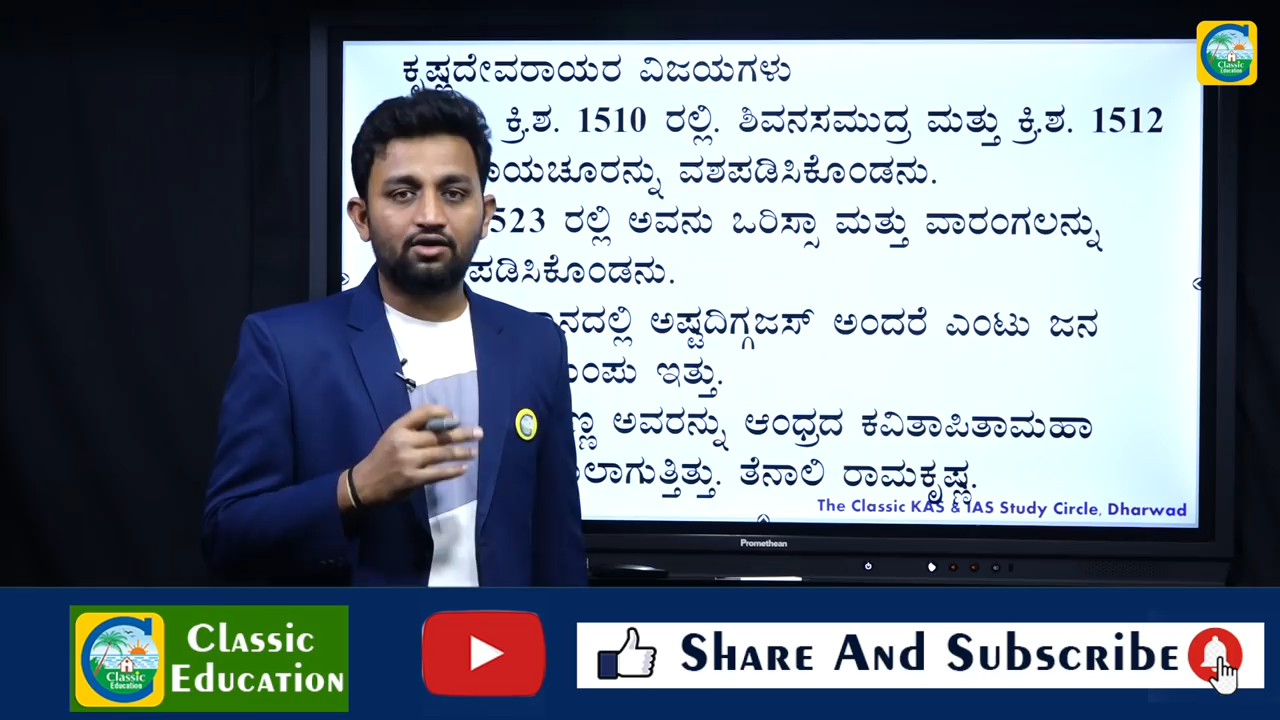 ಕೃಷ್ಣದೇವರಾಯರ ವಿಜಯಗಳು
ಕ್ರಿ.ಶ. 1510 ರಲ್ಲಿ. ಶಿವನಸಮುದ್ರ ಮತ್ತು ಕ್ರಿ.ಶ. 1512
ಾಯಚೂರನ್ನು ವಶಪಡಿಸಿಕೊಂಡನು.
523 ರಲ್ಲಿ ಅವನು ಒರಿಸ್ಸಾ ಮತ್ತು ವಾರಂಗಲನ್ನು
ಪಡಿಸಿಕೊಂಡನು.
ನದಲ್ಲಿ ಅಷ್ಟದಿಗ್ಗಜಸ್ ಅಂದರೆ ಎಂಟು ಜನ
ಂಪು ಇತ್ತು.
ಣ್ಣ ಅವರನ್ನು ಆಂಧ್ರದ ಕವಿತಾಪಿತಾಮಹಾ
ಲಾಗುತ್ತಿತ್ತು. ತೆನಾಲಿ ರಾಮಕೃಷ್ಣ.
The Classic KAS & IAS Study Circle, Dharwad
Promethean
Classic
Education
Classic
Education
Classic
Education
Share And Subscribe